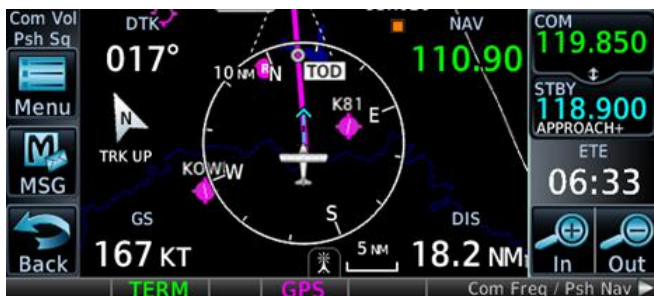 Com Vol
Psh Sq
Menu
MSG
Back
DTK
017°
NAV
110.90
COM
119.850
STBY
118.900
APPROACH+
ETE
06:33
10 NM
R
N
TOD
K81
E
N
TRK UP
KOWI
W
S
GS
167 KT
5 NM
DIS
18.2 NM
In
Out
TERM
GPS
Com Freq / Psh Nav